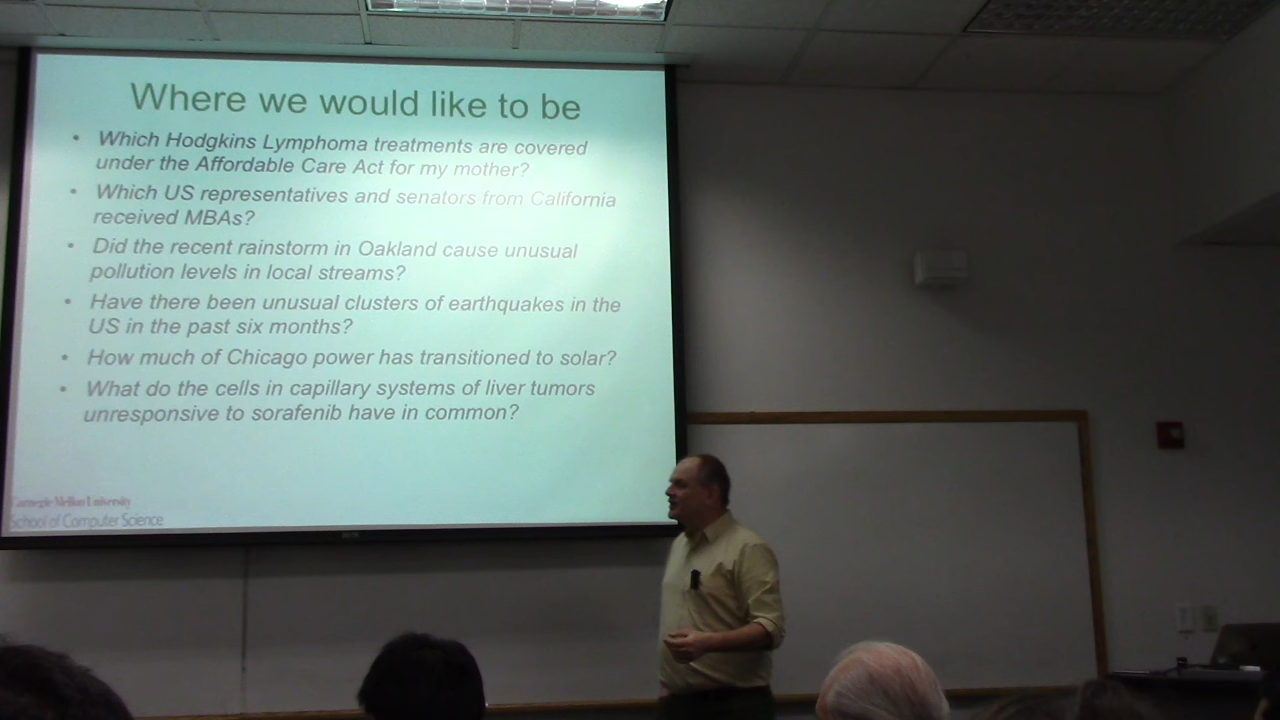 Where we would like to be
• Which Hodgkins Lymphoma treatments are covered
under the Affordable Care Act for my mother?
• Which US representatives and senators from California
received MBAs?
• Did the recent rainstorm in Oakland cause unusual
pollution levels in local streams?
• Have there been unusual clusters of earthquakes in the
US in the past six months?
• How much of Chicago power has transitioned to solar?
• What do the cells in capillary systems of liver tumors
unresponsive to sorafenib have in common?
Carnegie Mellon University
School of Computer Science